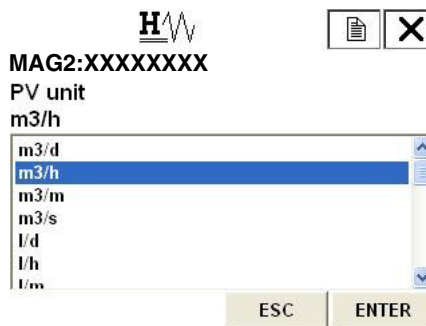 H
MAG2:XXXXXXXX
PV unit
m3/h
m3/d
m3/h
m3/m
m3/s
l/d
l/h
l/m
ESC ENTER